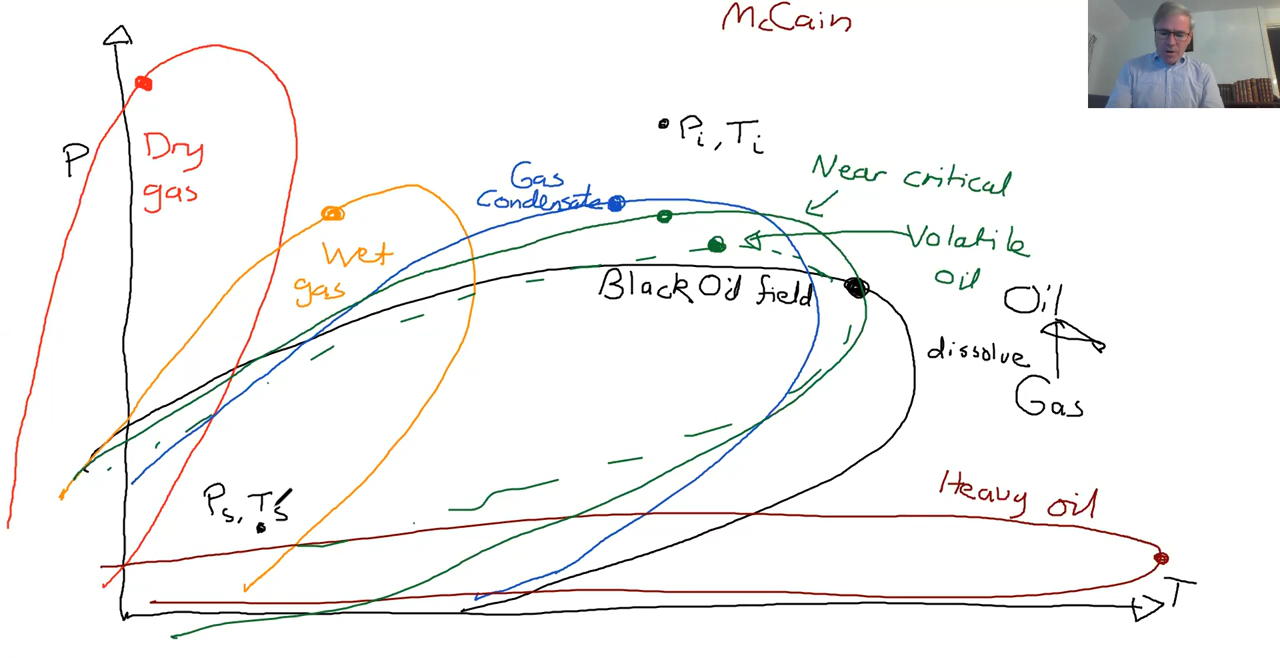 McCain
P
Dry
gas
Pi, Ti
Gas
Condensate
Near critical
Wet
gas
Volatile
Oil
Black Oil field
Oil
dissolve
Gas
Ps, Ts
Heavy oil
T